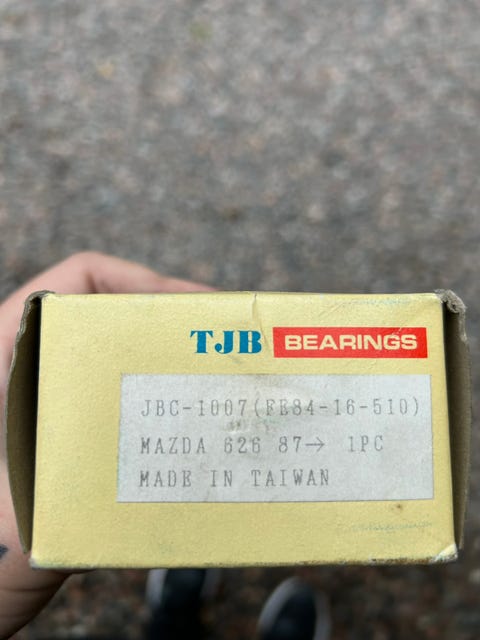 TJB BEARINGS
JBC-1007(FE84-16-510)
MAZDA 626 87→ 1PC
MADE IN TAIWAN